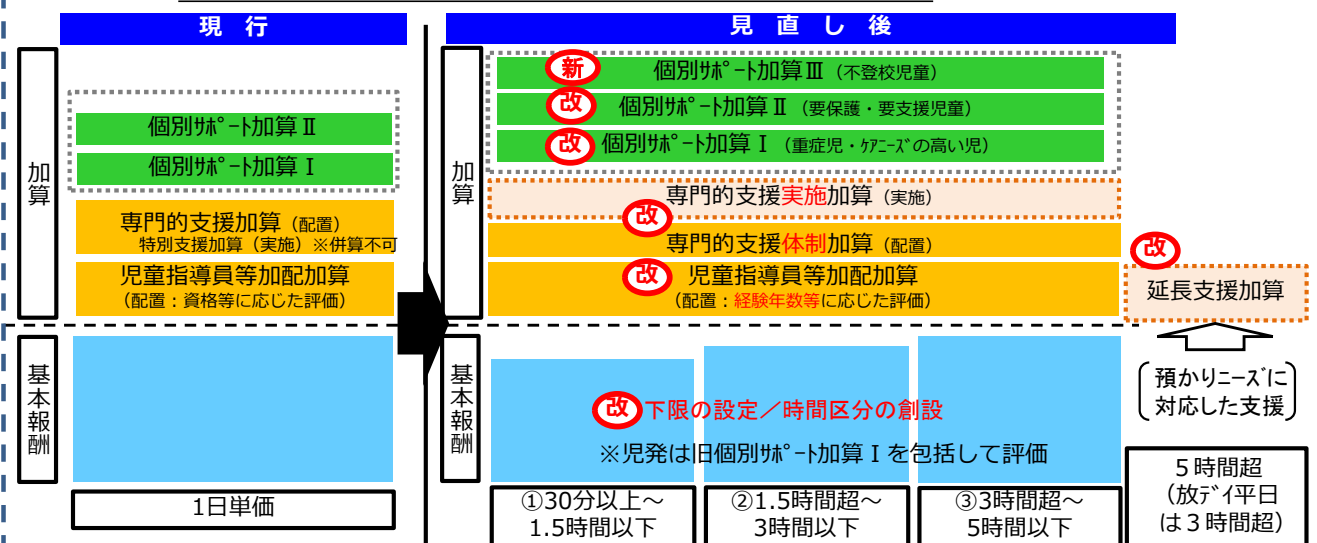 現 行
加算
個別ｻﾎﾟｰﾄ加算Ⅱ
個別ｻﾎﾟｰﾄ加算Ⅰ
専門的支援加算（配置）
特別支援加算（実施）※併算不可
児童指導員等加配加算
（配置：資格等に応じた評価）
基本報酬
1日単価
見 直 し 後
加算
新 個別ｻﾎﾟｰﾄ加算Ⅲ（不登校児童）
改 個別ｻﾎﾟｰﾄ加算Ⅱ（要保護・要支援児童）
改 個別ｻﾎﾟｰﾄ加算Ⅰ（重症児・ｹｱﾆｰｽﾞの高い児）
専門的支援実施加算（実施）
改
専門的支援体制加算（配置）
改 児童指導員等加配加算
（配置：経験年数等に応じた評価）
改
延長支援加算
基本報酬
改 下限の設定／時間区分の創設
※児発は旧個別ｻﾎﾟｰﾄ加算Ⅰを包括して評価
預かりﾆｰｽﾞに
対応した支援
①30分以上～
1.5時間以下
②1.5時間超～
3時間以下
③3時間超～
5時間以下
５時間超
（放ﾃﾞｲ平日
は３時間超）